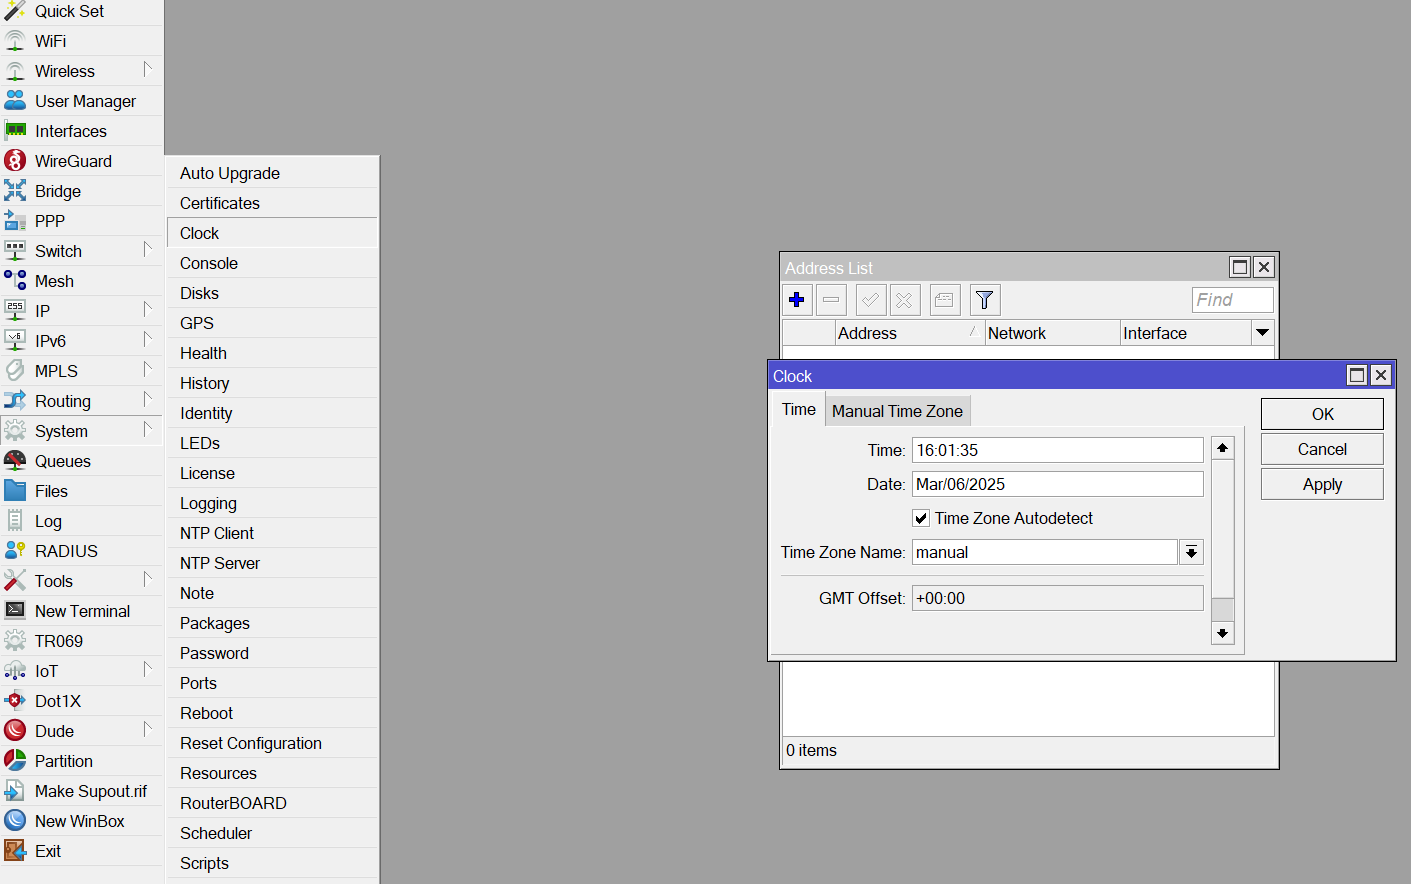 Quick Set
WiFi
Wireless
User Manager
Interfaces
WireGuard
Bridge
PPP
Switch
Mesh
255
IP
v6
IPv6
MPLS
Routing
System
Queues
Files
Log
RADIUS
Tools
New Terminal
TR069
IoT
Dot1X
Dude
Partition
Make Supout.rif
New WinBox
Exit
Auto Upgrade
Certificates
Clock
Console
Disks
GPS
Health
History
Identity
LEDs
License
Logging
NTP Client
NTP Server
Note
Packages
Password
Ports
Reboot
Reset Configuration
Resources
RouterBOARD
Scheduler
Scripts
Address List
Find
Address Network Interface
Clock
Time Manual Time Zone
Time: 16:01:35
Date: Mar/06/2025
Time Zone Autodetect
Time Zone Name: manual
GMT Offset: +00:00
OK
Cancel
Apply
0 items